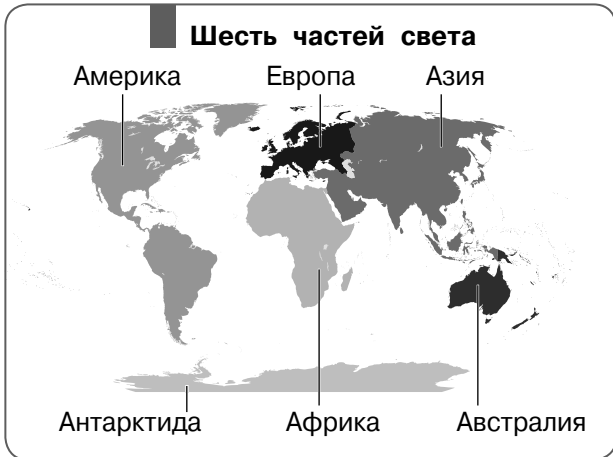 Шесть частей света
Америка Европа Азия
Антарктида Африка Австралия